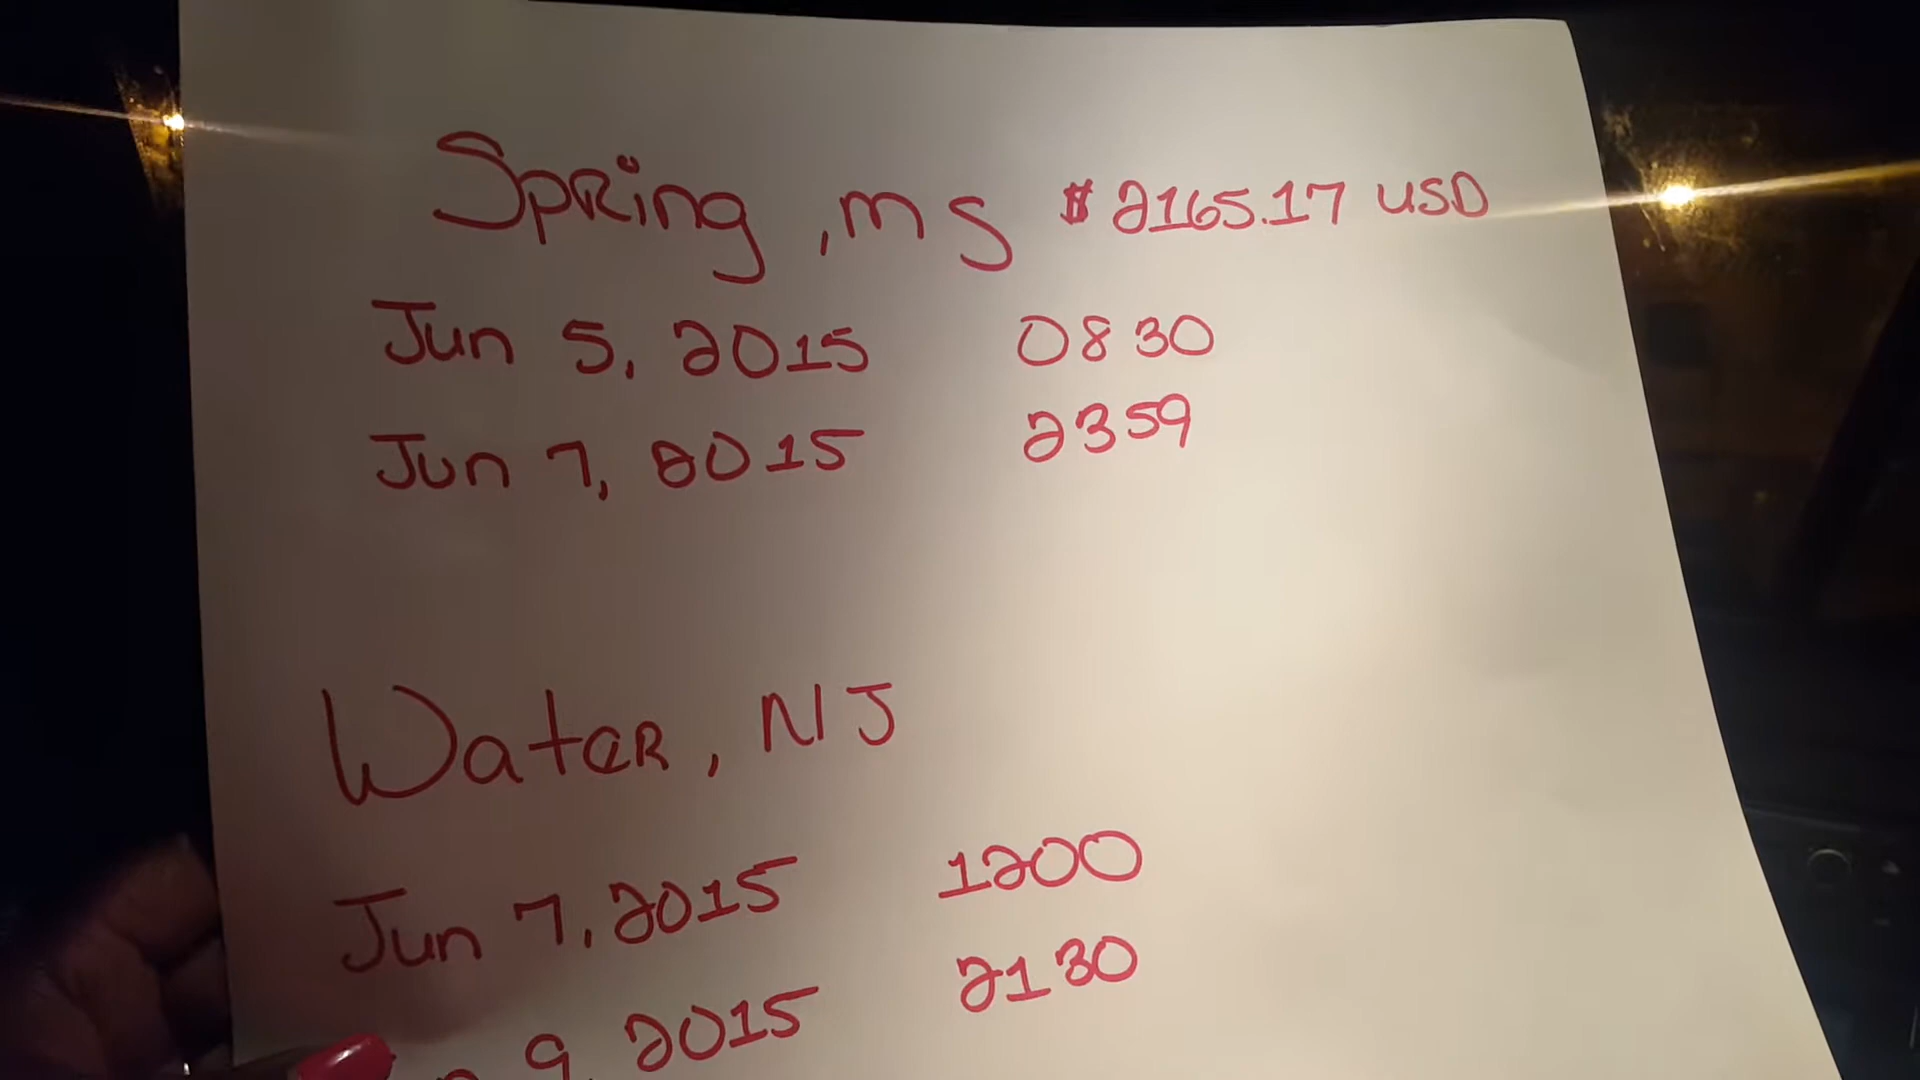 Spring, MS $2165.17 USD
Jun 5, 2015 0830
Jun 7, 2015 2359
Water, NJ
Jun 7, 2015 1200
9, 2015 2130